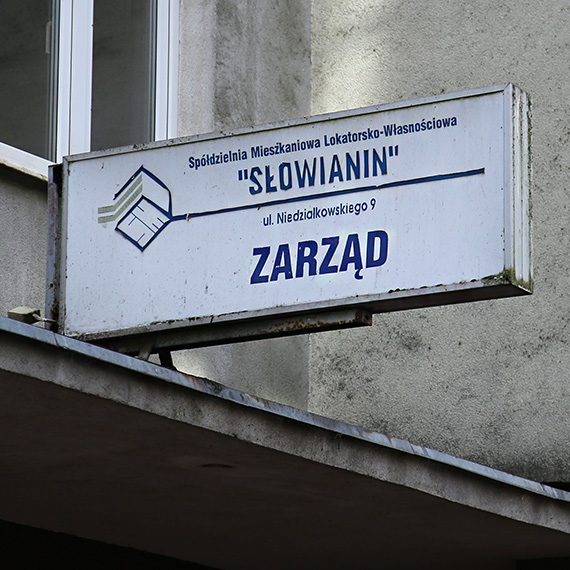 Spółdzielnia Mieszkaniowa Lokatorsko-Własnościowa
"SŁOWIANIN"
ul. Niedziałkowskiego 9
ZARZĄD